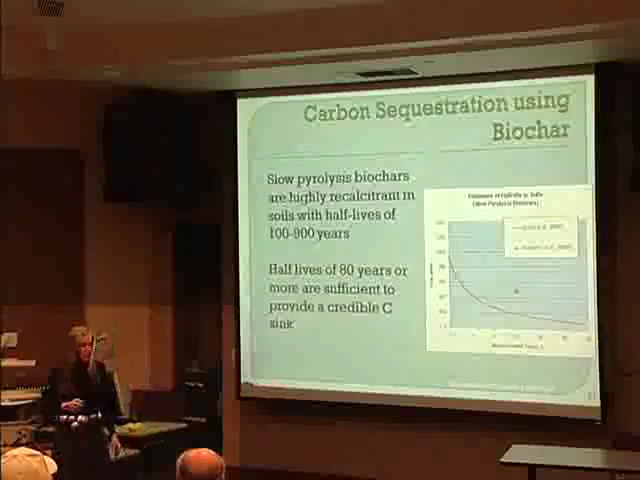 Carbon Sequestration using
Biochar
Slow pyrolysis biochars
are highly recalcitrant in
soils with half-lives of
100-900 years
Half lives of 80 years or
more are sufficient to
provide a credible C
sink